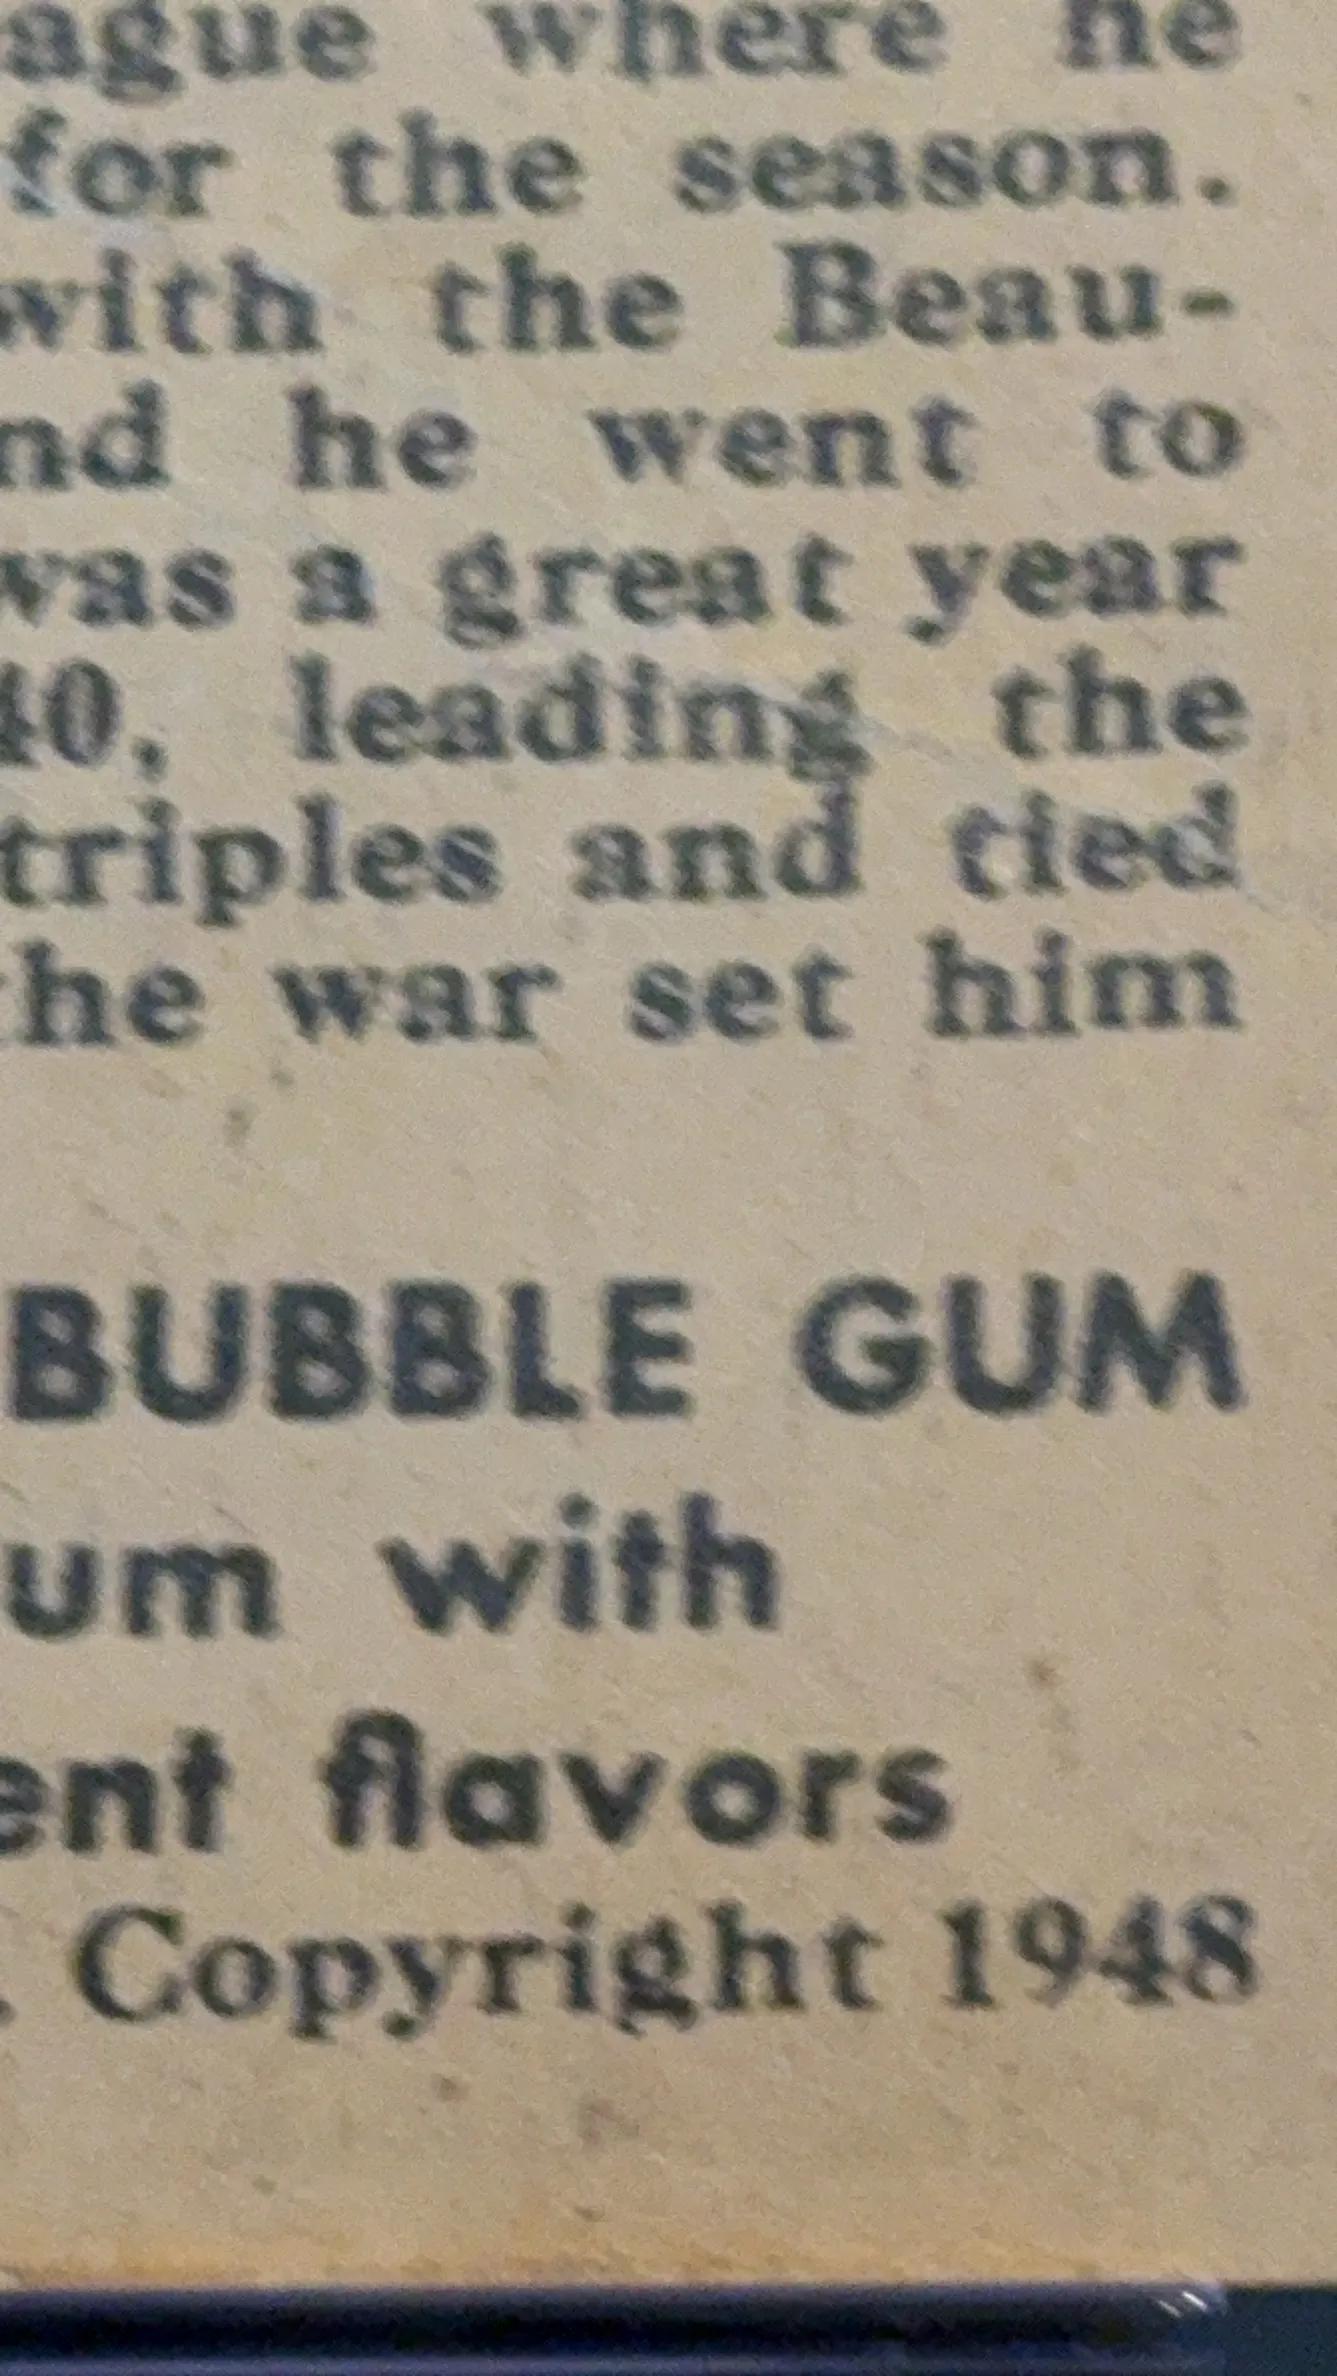 ague where he
for the season.
with the Beau-
nd he went to
was a great year
40, leading the
triples and tied
he war set him
BUBBLE GUM
um with
ent flavors
. Copyright 1948